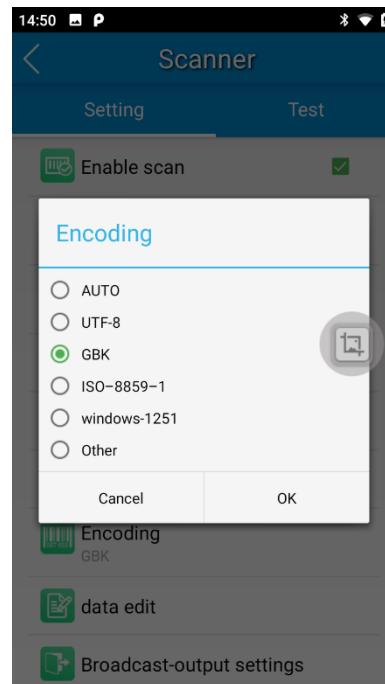 14:50
Scanner
Setting
Test
Enable scan
Encoding
AUTO
UTF-8
GBK
ISO-8859-1
windows-1251
Other
Cancel
OK
Encoding
GBK
data edit
Broadcast-output settings